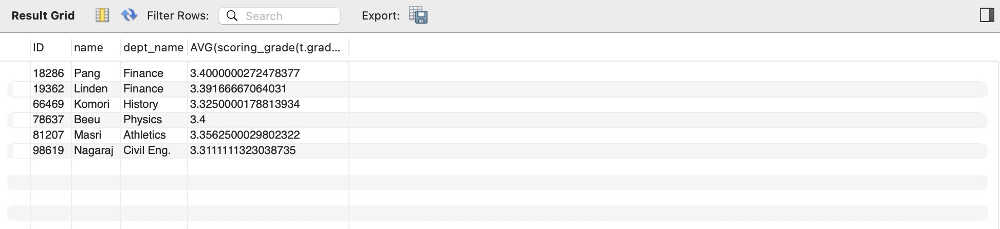 Result Grid Filter Rows: Search Export:
ID name dept_name AVG(scoring_grade(t.grad...
18286 Pang Finance 3.4000000272478377
19362 Linden Finance 3.39166667064031
66469 Komori History 3.3250000178813934
78637 Beeu Physics 3.4
81207 Masri Athletics 3.3562500029802322
98619 Nagaraj Civil Eng. 3.3111111323038735